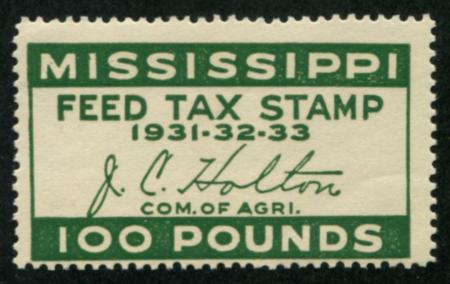 MISSISSIPPI
FEED TAX STAMP
1931-32-33
J. C. Holton
COM. OF AGRI.
100 POUNDS